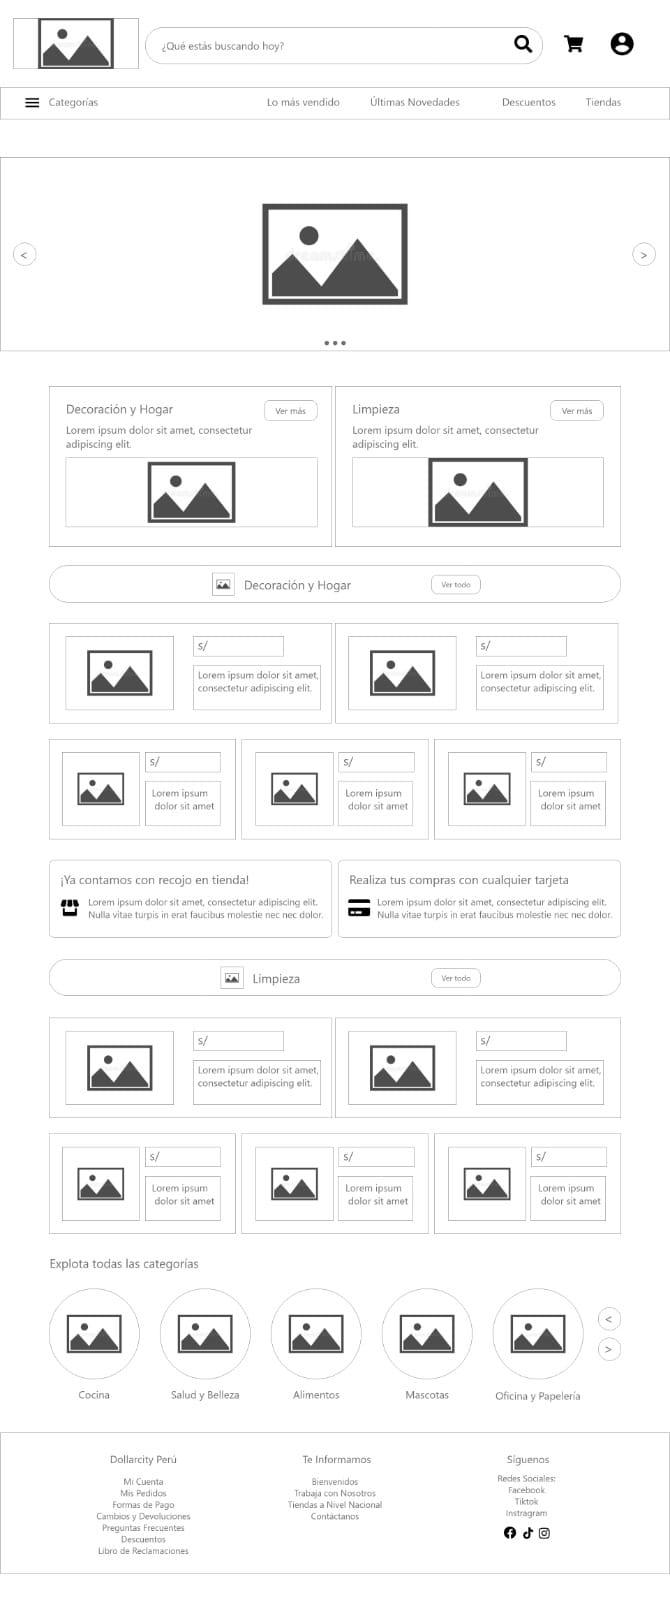 ¿Qué estás buscando hoy?
Categorías
Lo más vendido
Últimas Novedades
Descuentos
Tiendas
<
>
Decoración y Hogar
Ver más
Lorem ipsum dolor sit amet, consectetur
adipiscing elit.
Limpieza
Ver más
Lorem ipsum dolor sit amet, consectetur
adipiscing elit.
Decoración y Hogar
Ver todo
s/
Lorem ipsum dolor sit amet,
consectetur adipiscing elit.
s/
Lorem ipsum dolor sit amet,
consectetur adipiscing elit.
s/
Lorem ipsum
dolor sit amet
s/
Lorem ipsum
dolor sit amet
s/
Lorem ipsum
dolor sit amet
¡Ya contamos con recojo en tienda!
Lorem ipsum dolor sit amet, consectetur adipiscing elit.
Nulla vitae turpis in erat faucibus molestie nec nec dolor.
Realiza tus compras con cualquier tarjeta
Lorem ipsum dolor sit amet, consectetur adipiscing elit.
Nulla vitae turpis in erat faucibus molestie nec nec dolor.
Limpieza
Ver todo
s/
Lorem ipsum dolor sit amet,
consectetur adipiscing elit.
s/
Lorem ipsum dolor sit amet,
consectetur adipiscing elit.
s/
Lorem ipsum
dolor sit amet
s/
Lorem ipsum
dolor sit amet
s/
Lorem ipsum
dolor sit amet
Explota todas las categorías
<
>
Cocina
Salud y Belleza
Alimentos
Mascotas
Oficina y Papelería
Dollarcity Perú
Mi Cuenta
Mis Pedidos
Formas de Pago
Cambios y Devoluciones
Preguntas Frecuentes
Descuentos
Libro de Reclamaciones
Te Informamos
Bienvenidos
Trabaja con Nosotros
Tiendas a Nivel Nacional
Contáctanos
Síguenos
Redes Sociales:
Facebook
Tiktok
Instragram